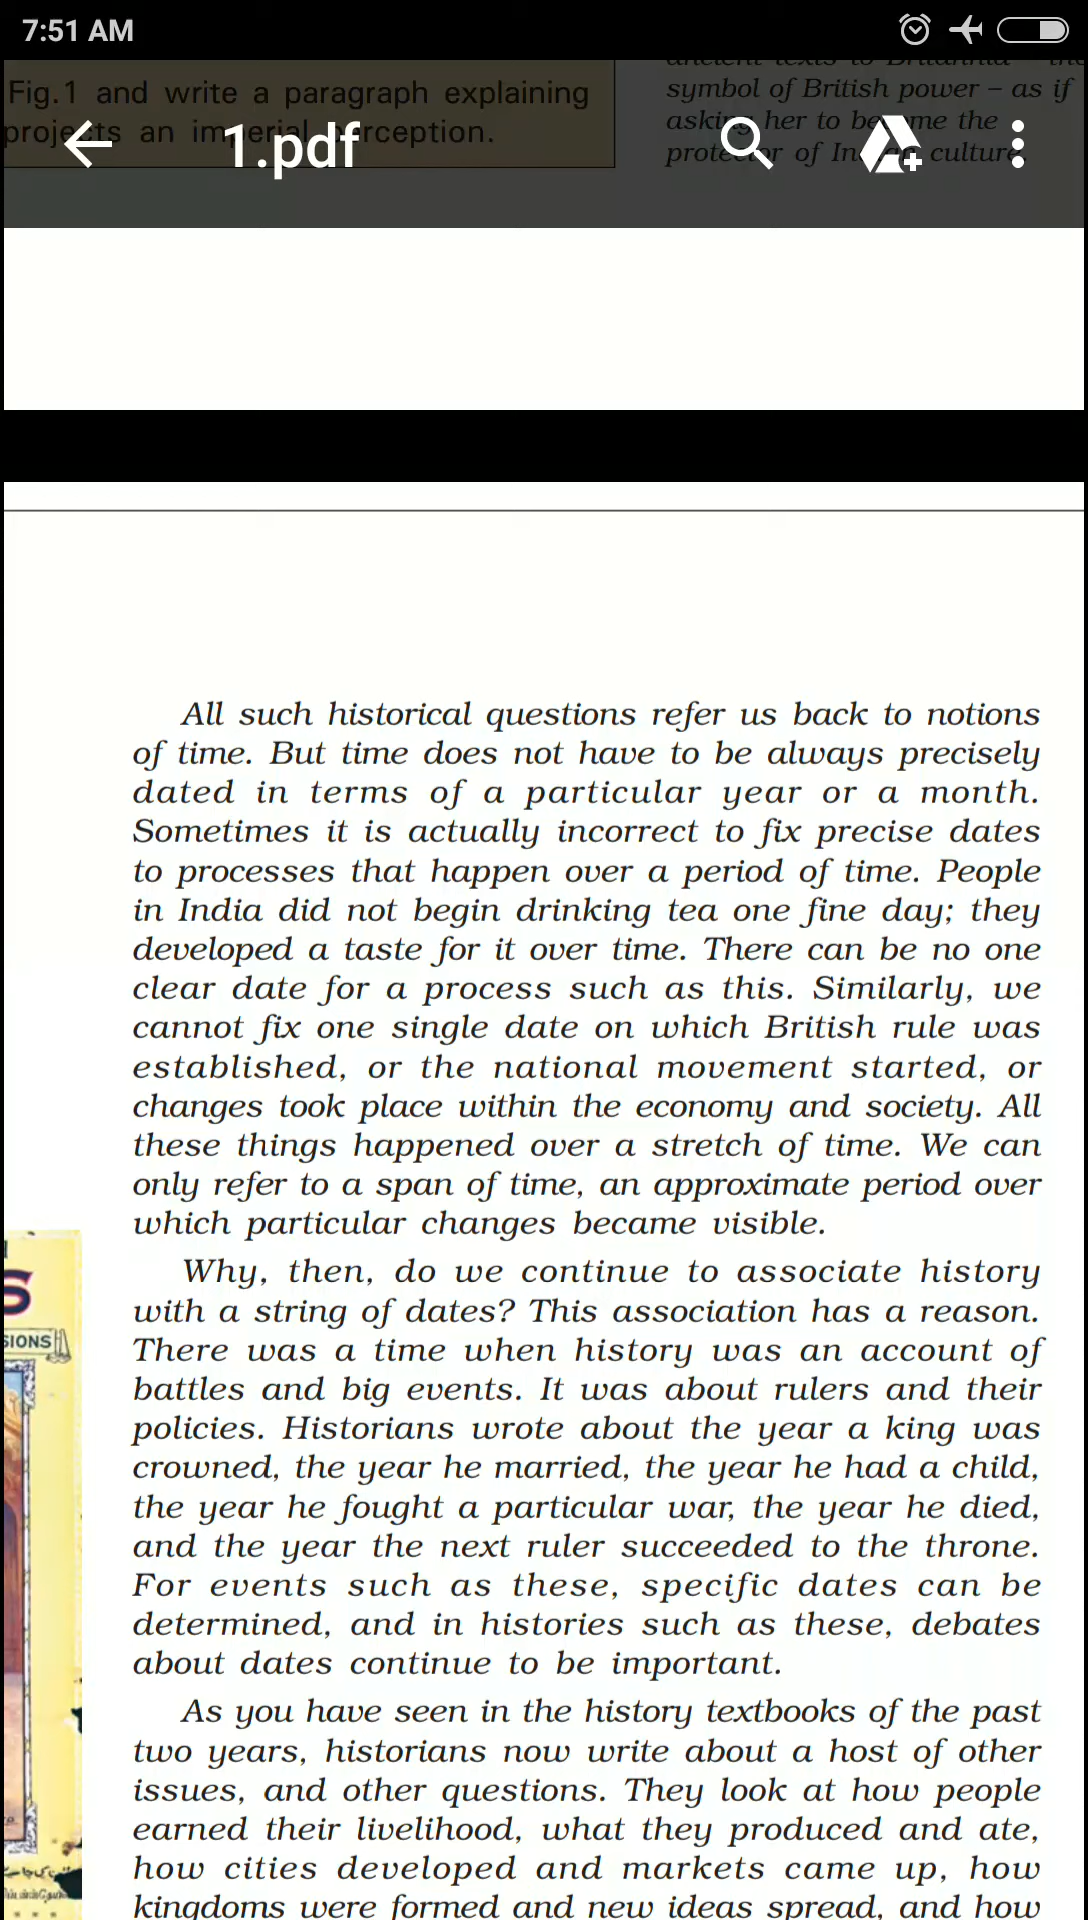 7:51 AM
Fig.1 and write a paragraph explaining
projects an imperial perception.
ancient texts to Britannia – the
symbol of British power – as if
asking her to become the
protector of Indian culture.
1.pdf
All such historical questions refer us back to notions
of time. But time does not have to be always precisely
dated in terms of a particular year or a month.
Sometimes it is actually incorrect to fix precise dates
to processes that happen over a period of time. People
in India did not begin drinking tea one fine day; they
developed a taste for it over time. There can be no one
clear date for a process such as this. Similarly, we
cannot fix one single date on which British rule was
established, or the national movement started, or
changes took place within the economy and society. All
these things happened over a stretch of time. We can
only refer to a span of time, an approximate period over
which particular changes became visible.
Why, then, do we continue to associate history
with a string of dates? This association has a reason.
There was a time when history was an account of
battles and big events. It was about rulers and their
policies. Historians wrote about the year a king was
crowned, the year he married, the year he had a child,
the year he fought a particular war, the year he died,
and the year the next ruler succeeded to the throne.
For events such as these, specific dates can be
determined, and in histories such as these, debates
about dates continue to be important.
As you have seen in the history textbooks of the past
two years, historians now write about a host of other
issues, and other questions. They look at how people
earned their livelihood, what they produced and ate,
how cities developed and markets came up, how
kingdoms were formed and new ideas spread, and how
S
SIONS